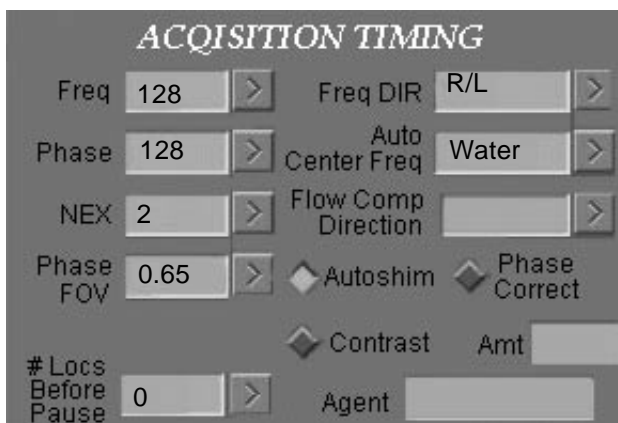 ACQISITION TIMING
Freq 128 Freq DIR R/L
Phase 128 Auto Center Freq Water
NEX 2 Flow Comp Direction
Phase FOV 0.65 Autoshim Phase Correct
Contrast Amt
# Locs Before Pause 0 Agent